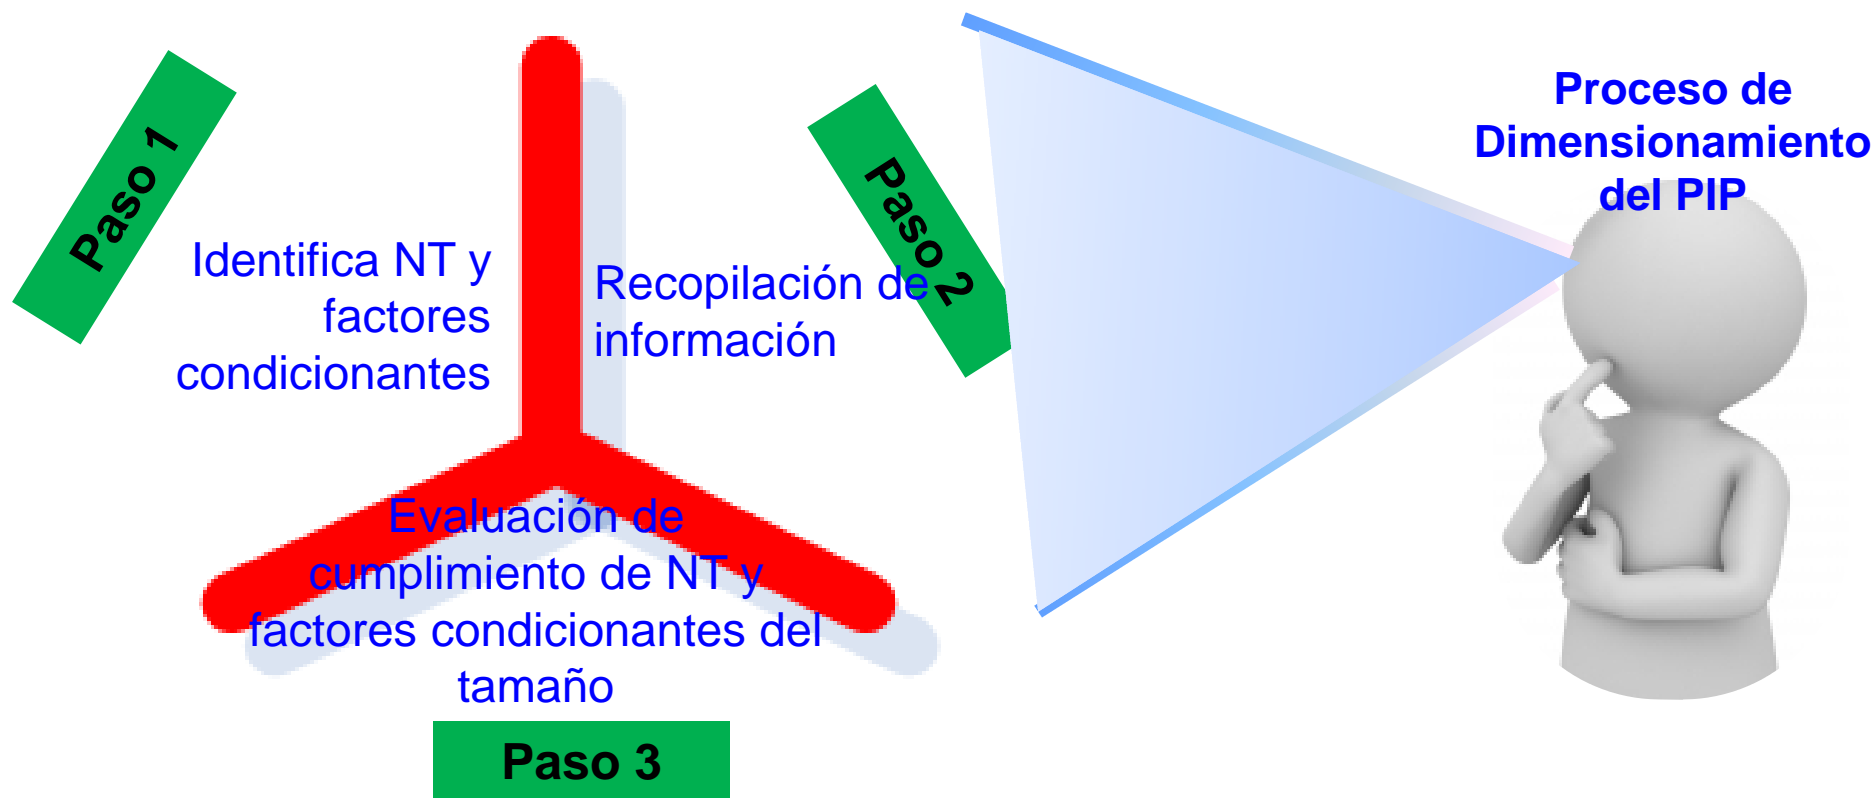 Paso 1
Identifica NT y
factores
condicionantes
Paso 2
Recopilación de
información
Evaluación de
cumplimiento de NT y
factores condicionantes del
tamaño
Paso 3
Proceso de
Dimensionamiento
del PIP